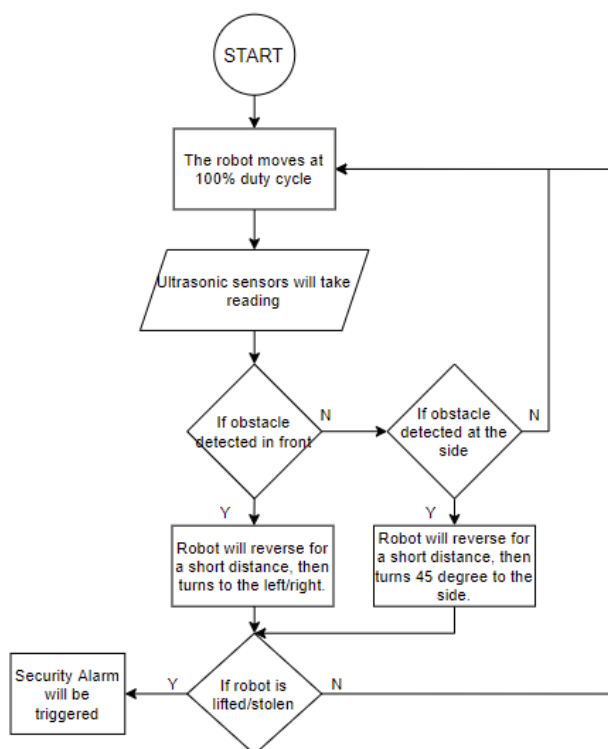 START
The robot moves at
100% duty cycle
Ultrasonic sensors will take
reading
If obstacle
detected in front
N
If obstacle
detected at the
side
N
Y
Y
Robot will reverse for
a short distance, then
turns to the left/right.
Robot will reverse for
a short distance, then
turns 45 degree to the
side.
Security Alarm
will be
triggered
Y
If robot is
lifted/stolen
N